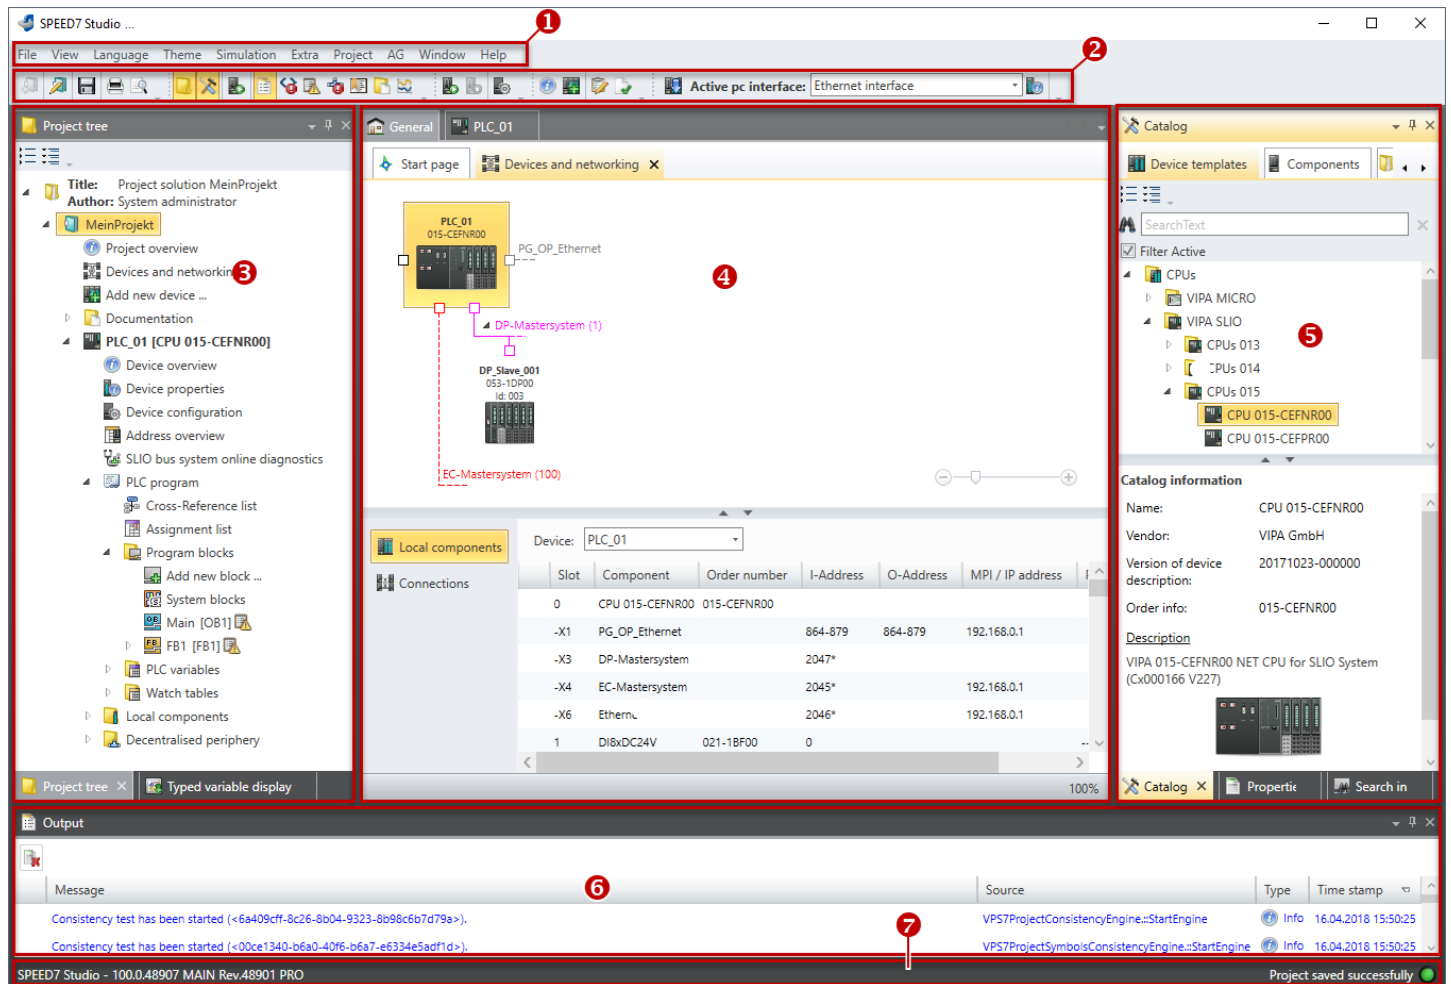 SPEED7 Studio ...
1
File View Language Theme Simulation Extra Project AG Window Help
2
Active pc interface: Ethernet interface
Project tree
Title: Project solution MeinProjekt
Author: System administrator
MeinProjekt
Project overview
Devices and networkin
3
Add new device ...
Documentation
PLC_01 [CPU 015-CEFNR00]
Device overview
Device properties
Device configuration
Address overview
SLIO bus system online diagnostics
PLC program
Cross-Reference list
Assignment list
Program blocks
Add new block ...
System blocks
Main [OB1]
FB1 [FB1]
PLC variables
Watch tables
Local components
Decentralised periphery
Project tree
Typed variable display
General
PLC_01
Start page
Devices and networking
PLC_01
015-CEFNR00
PG_OP_Ethernet
4
DP-Mastersystem (1)
DP_Slave_001
053-1DP00
Id: 003
EC-Mastersystem (100)
Local components
Connections
Device: PLC_01
Slot Component Order number I-Address O-Address MPI / IP address
0 CPU 015-CEFNR00 015-CEFNR00
-X1 PG_OP_Ethernet 864-879 864-879 192.168.0.1
-X3 DP-Mastersystem 2047*
-X4 EC-Mastersystem 2045* 192.168.0.1
-X6 2046* 192.168.0.1
1 DI8xDC24V 021-1BF00 0 --
100%
Catalog
Device templates
Components
SearchText
Filter Active
CPUs
VIPA MICRO
VIPA SLIO
5
CPUs 013
CPUs 014
CPUs 015
CPU 015-CEFNR00
CPU 015-CEFPR00
Catalog information
Name: CPU 015-CEFNR00
Vendor: VIPA GmbH
Version of device description: 20171023-000000
Order info: 015-CEFNR00
Description
VIPA 015-CEFNR00 NET CPU for SLIO System
(Cx000166 V227)
Catalog
Propertie
Search in
Output
Message Source Type Time stamp
6
Consistency test has been started (<6a409cff-8c26-8b04-9323-8b98c6b7d79a>). VPS7ProjectConsistencyEngine.::StartEngine Info 16.04.2018 15:50:25
Consistency test has been started (<00ce1340-b6a0-40f6-b6a7-e6334e5adf1d>). VPS7ProjectSymbolsConsistencyEngine.::StartEngine Info 16.04.2018 15:50:25
7
SPEED7 Studio - 100.0.48907 MAIN Rev.48901 PRO
Project saved successfully